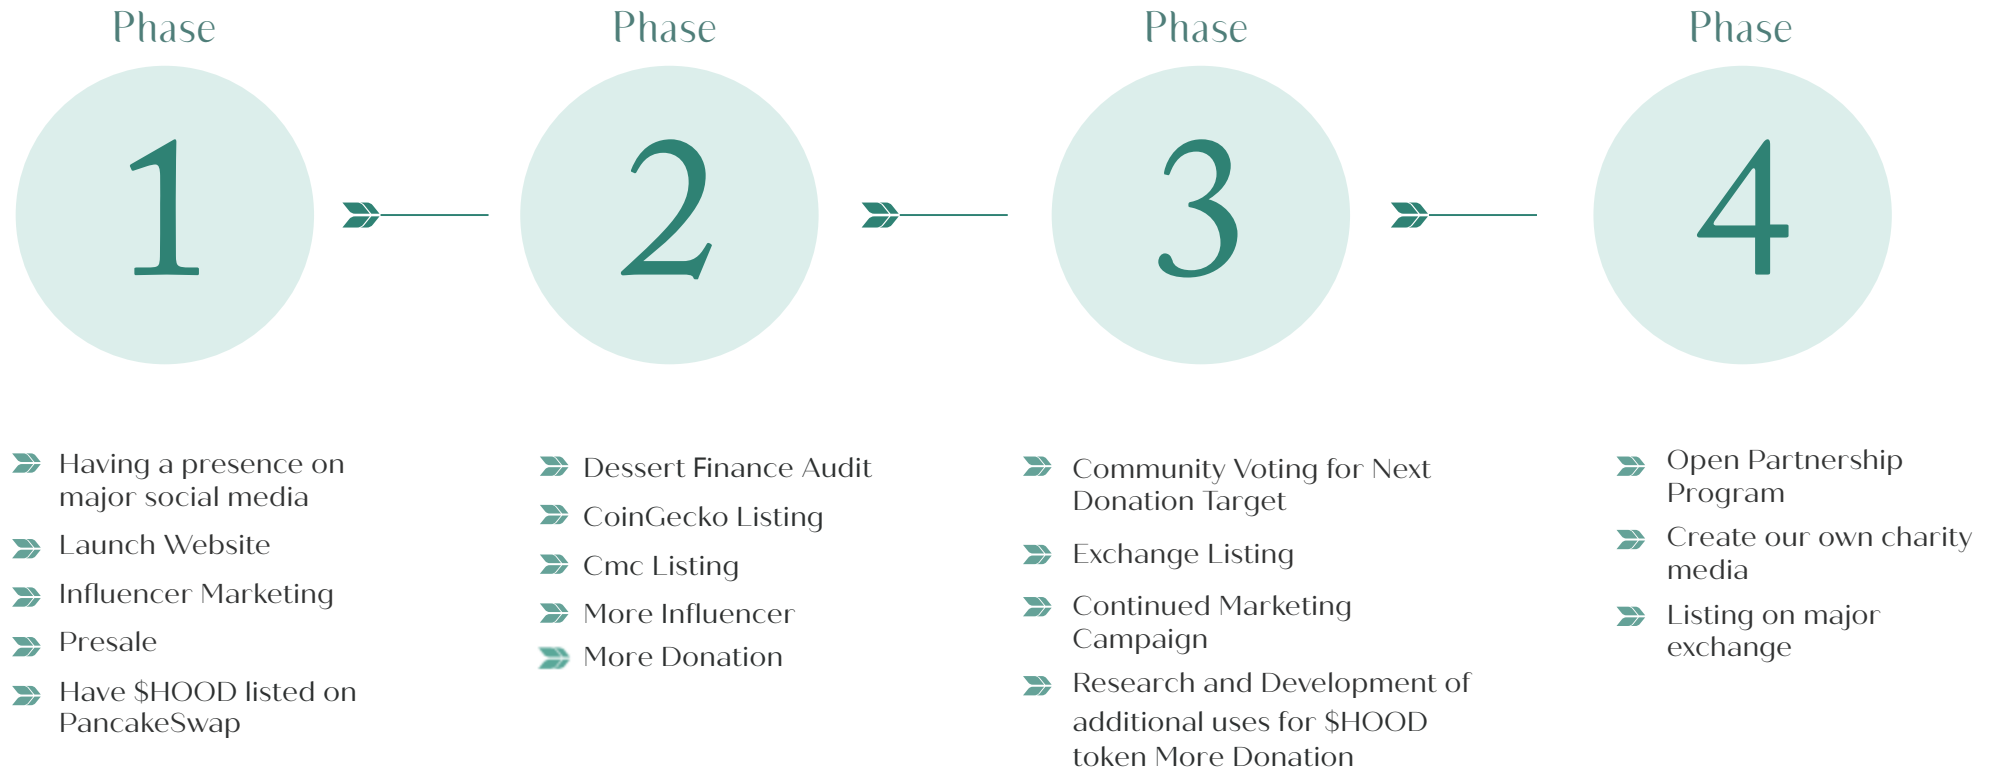 Phase
1
Having a presence on
major social media
Launch Website
Influencer Marketing
Presale
Have $HOOD listed on
PancakeSwap
Phase
2
Dessert Finance Audit
CoinGecko Listing
Cmc Listing
More Influencer
More Donation
Phase
3
Community Voting for Next
Donation Target
Exchange Listing
Continued Marketing
Campaign
Research and Development of
additional uses for $HOOD
token More Donation
Phase
4
Open Partnership
Program
Create our own charity
media
Listing on major
exchange